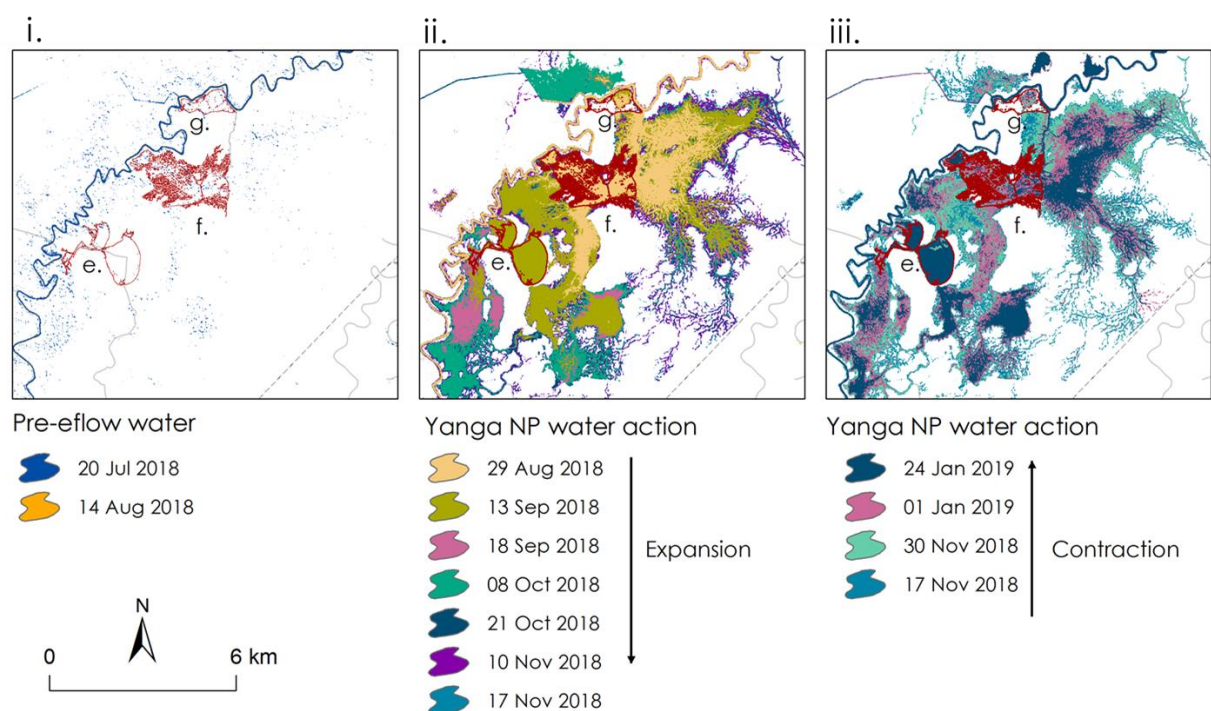 i.
g.
f.
e.
Pre-eflow water
20 Jul 2018
14 Aug 2018
N
0 6 km
ii.
g.
f.
e.
Yanga NP water action
29 Aug 2018
13 Sep 2018
18 Sep 2018
08 Oct 2018
21 Oct 2018
10 Nov 2018
17 Nov 2018
Expansion
iii.
g.
f.
e.
Yanga NP water action
24 Jan 2019
01 Jan 2019
30 Nov 2018
17 Nov 2018
Contraction